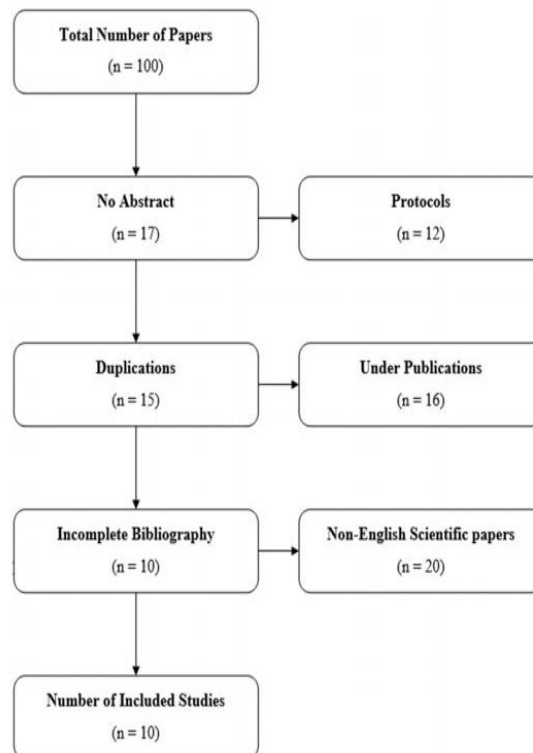 Total Number of Papers
(n = 100)
No Abstract
(n = 17)
Protocols
(n = 12)
Duplications
(n = 15)
Under Publications
(n = 16)
Incomplete Bibliography
(n = 10)
Non-English Scientific papers
(n = 20)
Number of Included Studies
(n = 10)